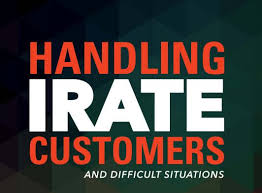 HANDLING
IRATE
CUSTOMERS
AND DIFFICULT SITUATIONS